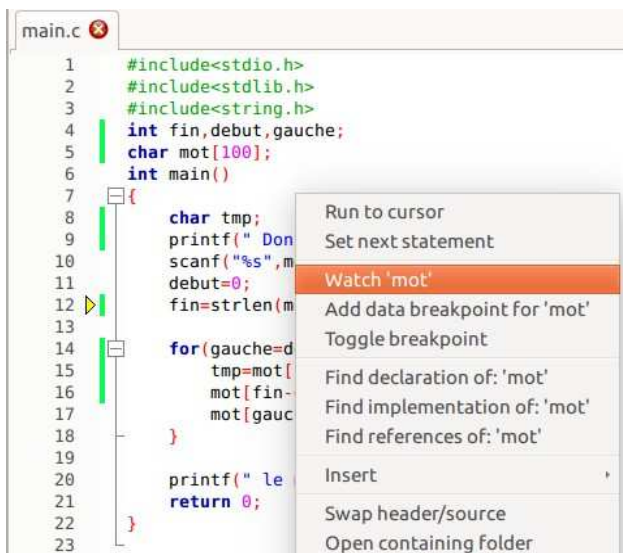 main.c
1 #include<stdio.h>
2 #include<stdlib.h>
3 #include<string.h>
4 int fin,debut,gauche;
5 char mot[100];
6 int main()
7 {
8 char tmp;
9 printf(" Don
10 scanf("%s",m
11 debut=0;
12 fin=strlen(m
13
14 for(gauche=d
15 tmp=mot[
16 mot[fin-
17 mot[gauc
18 }
19
20 printf(" le
21 return 0;
22 }
23
Run to cursor
Set next statement
Watch 'mot'
Add data breakpoint for 'mot'
Toggle breakpoint
Find declaration of: 'mot'
Find implementation of: 'mot'
Find references of: 'mot'
Insert
Swap header/source
Open containing folder